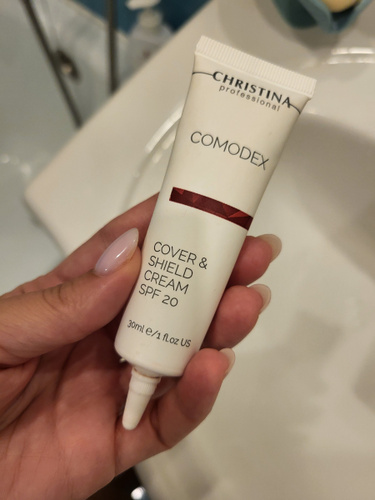 CHRISTINA
professional
COMODEX
COVER &
SHIELD
CREAM
SPF 20
30ml e/1 fl.oz US